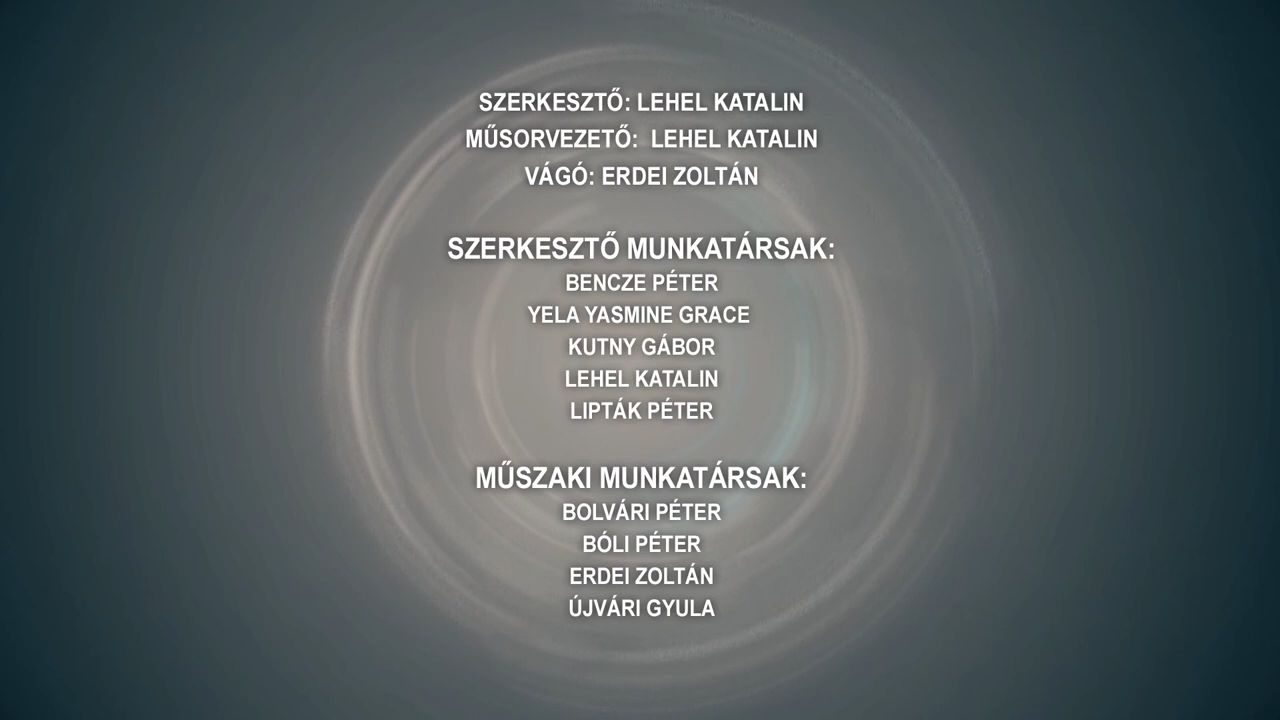 SZERKESZTŐ: LEHEL KATALIN
MŰSORVEZETŐ: LEHEL KATALIN
VÁGÓ: ERDEI ZOLTÁN
SZERKESZTŐ MUNKATÁRSAK:
BENCZE PÉTER
YELA YASMINE GRACE
KUTNY GÁBOR
LEHEL KATALIN
LIPTÁK PÉTER
MŰSZAKI MUNKATÁRSAK:
BOLVÁRI PÉTER
BÓLI PÉTER
ERDEI ZOLTÁN
ÚJVÁRI GYULA